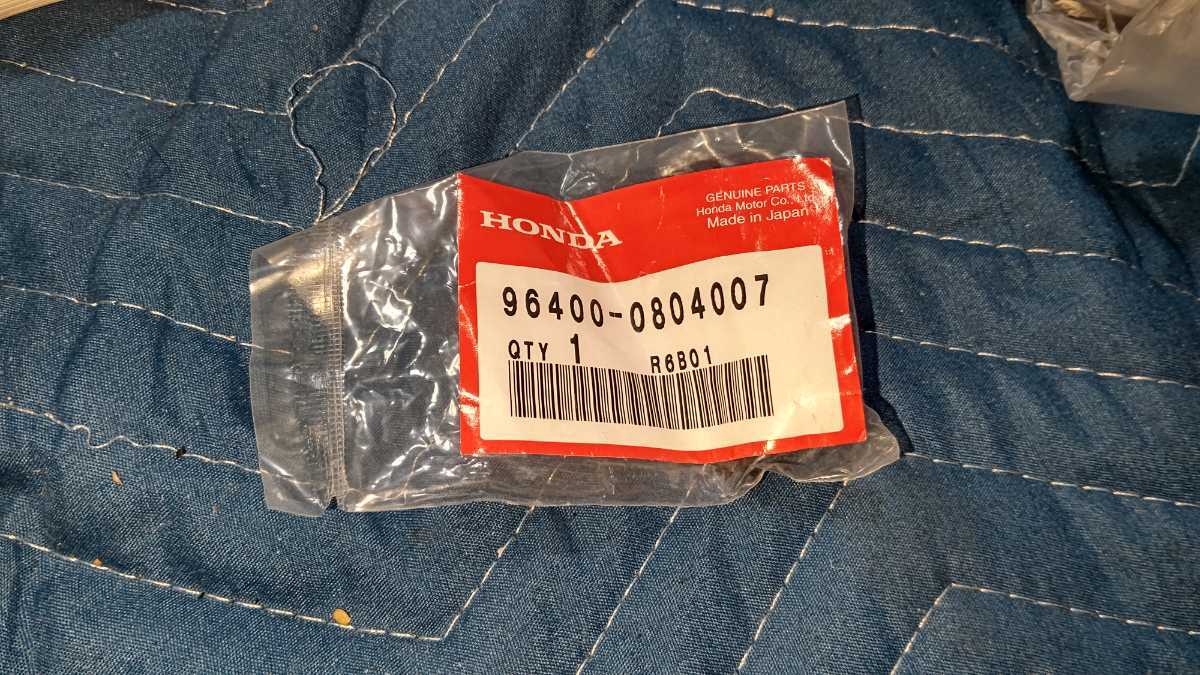 HONDA
GENUINE PARTS
Honda Motor Co., Ltd.
Made in Japan
96400-0804007
QTY 1 R6B01